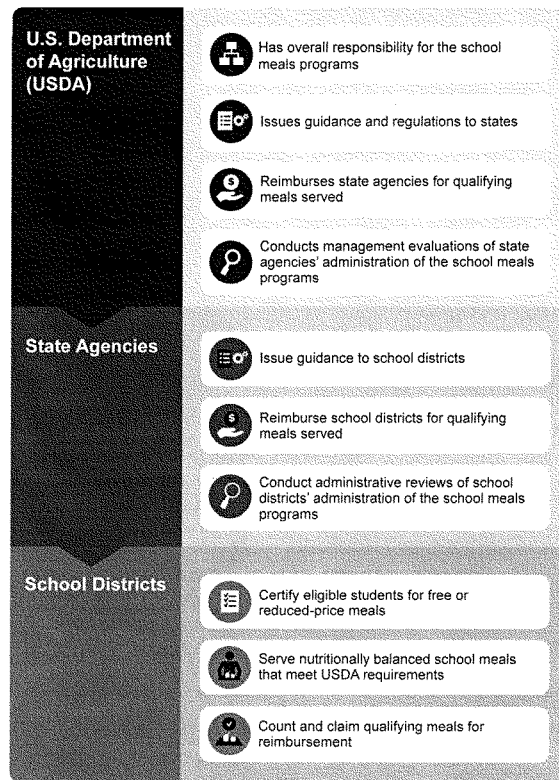 U.S. Department
of Agriculture
(USDA)
Has overall responsibility for the school
meals programs
Issues guidance and regulations to states
Reimburses state agencies for qualifying
meals served
Conducts management evaluations of state
agencies' administration of the school meals
programs
State Agencies
Issue guidance to school districts
Reimburse school districts for qualifying
meals served
Conduct administrative reviews of school
districts' administration of the school meals
programs
School Districts
Certify eligible students for free or
reduced-price meals
Serve nutritionally balanced school meals
that meet USDA requirements
Count and claim qualifying meals for
reimbursement